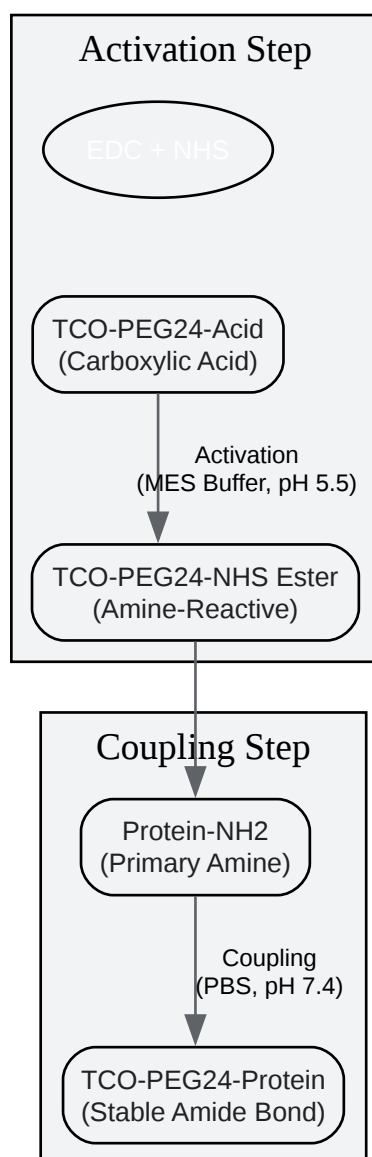 Activation Step
EDC + NHS
TCO-PEG24-Acid
(Carboxylic Acid)
Activation
(MES Buffer, pH 5.5)
TCO-PEG24-NHS Ester
(Amine-Reactive)
Coupling Step
Protein-NH2
(Primary Amine)
Coupling
(PBS, pH 7.4)
TCO-PEG24-Protein
(Stable Amide Bond)